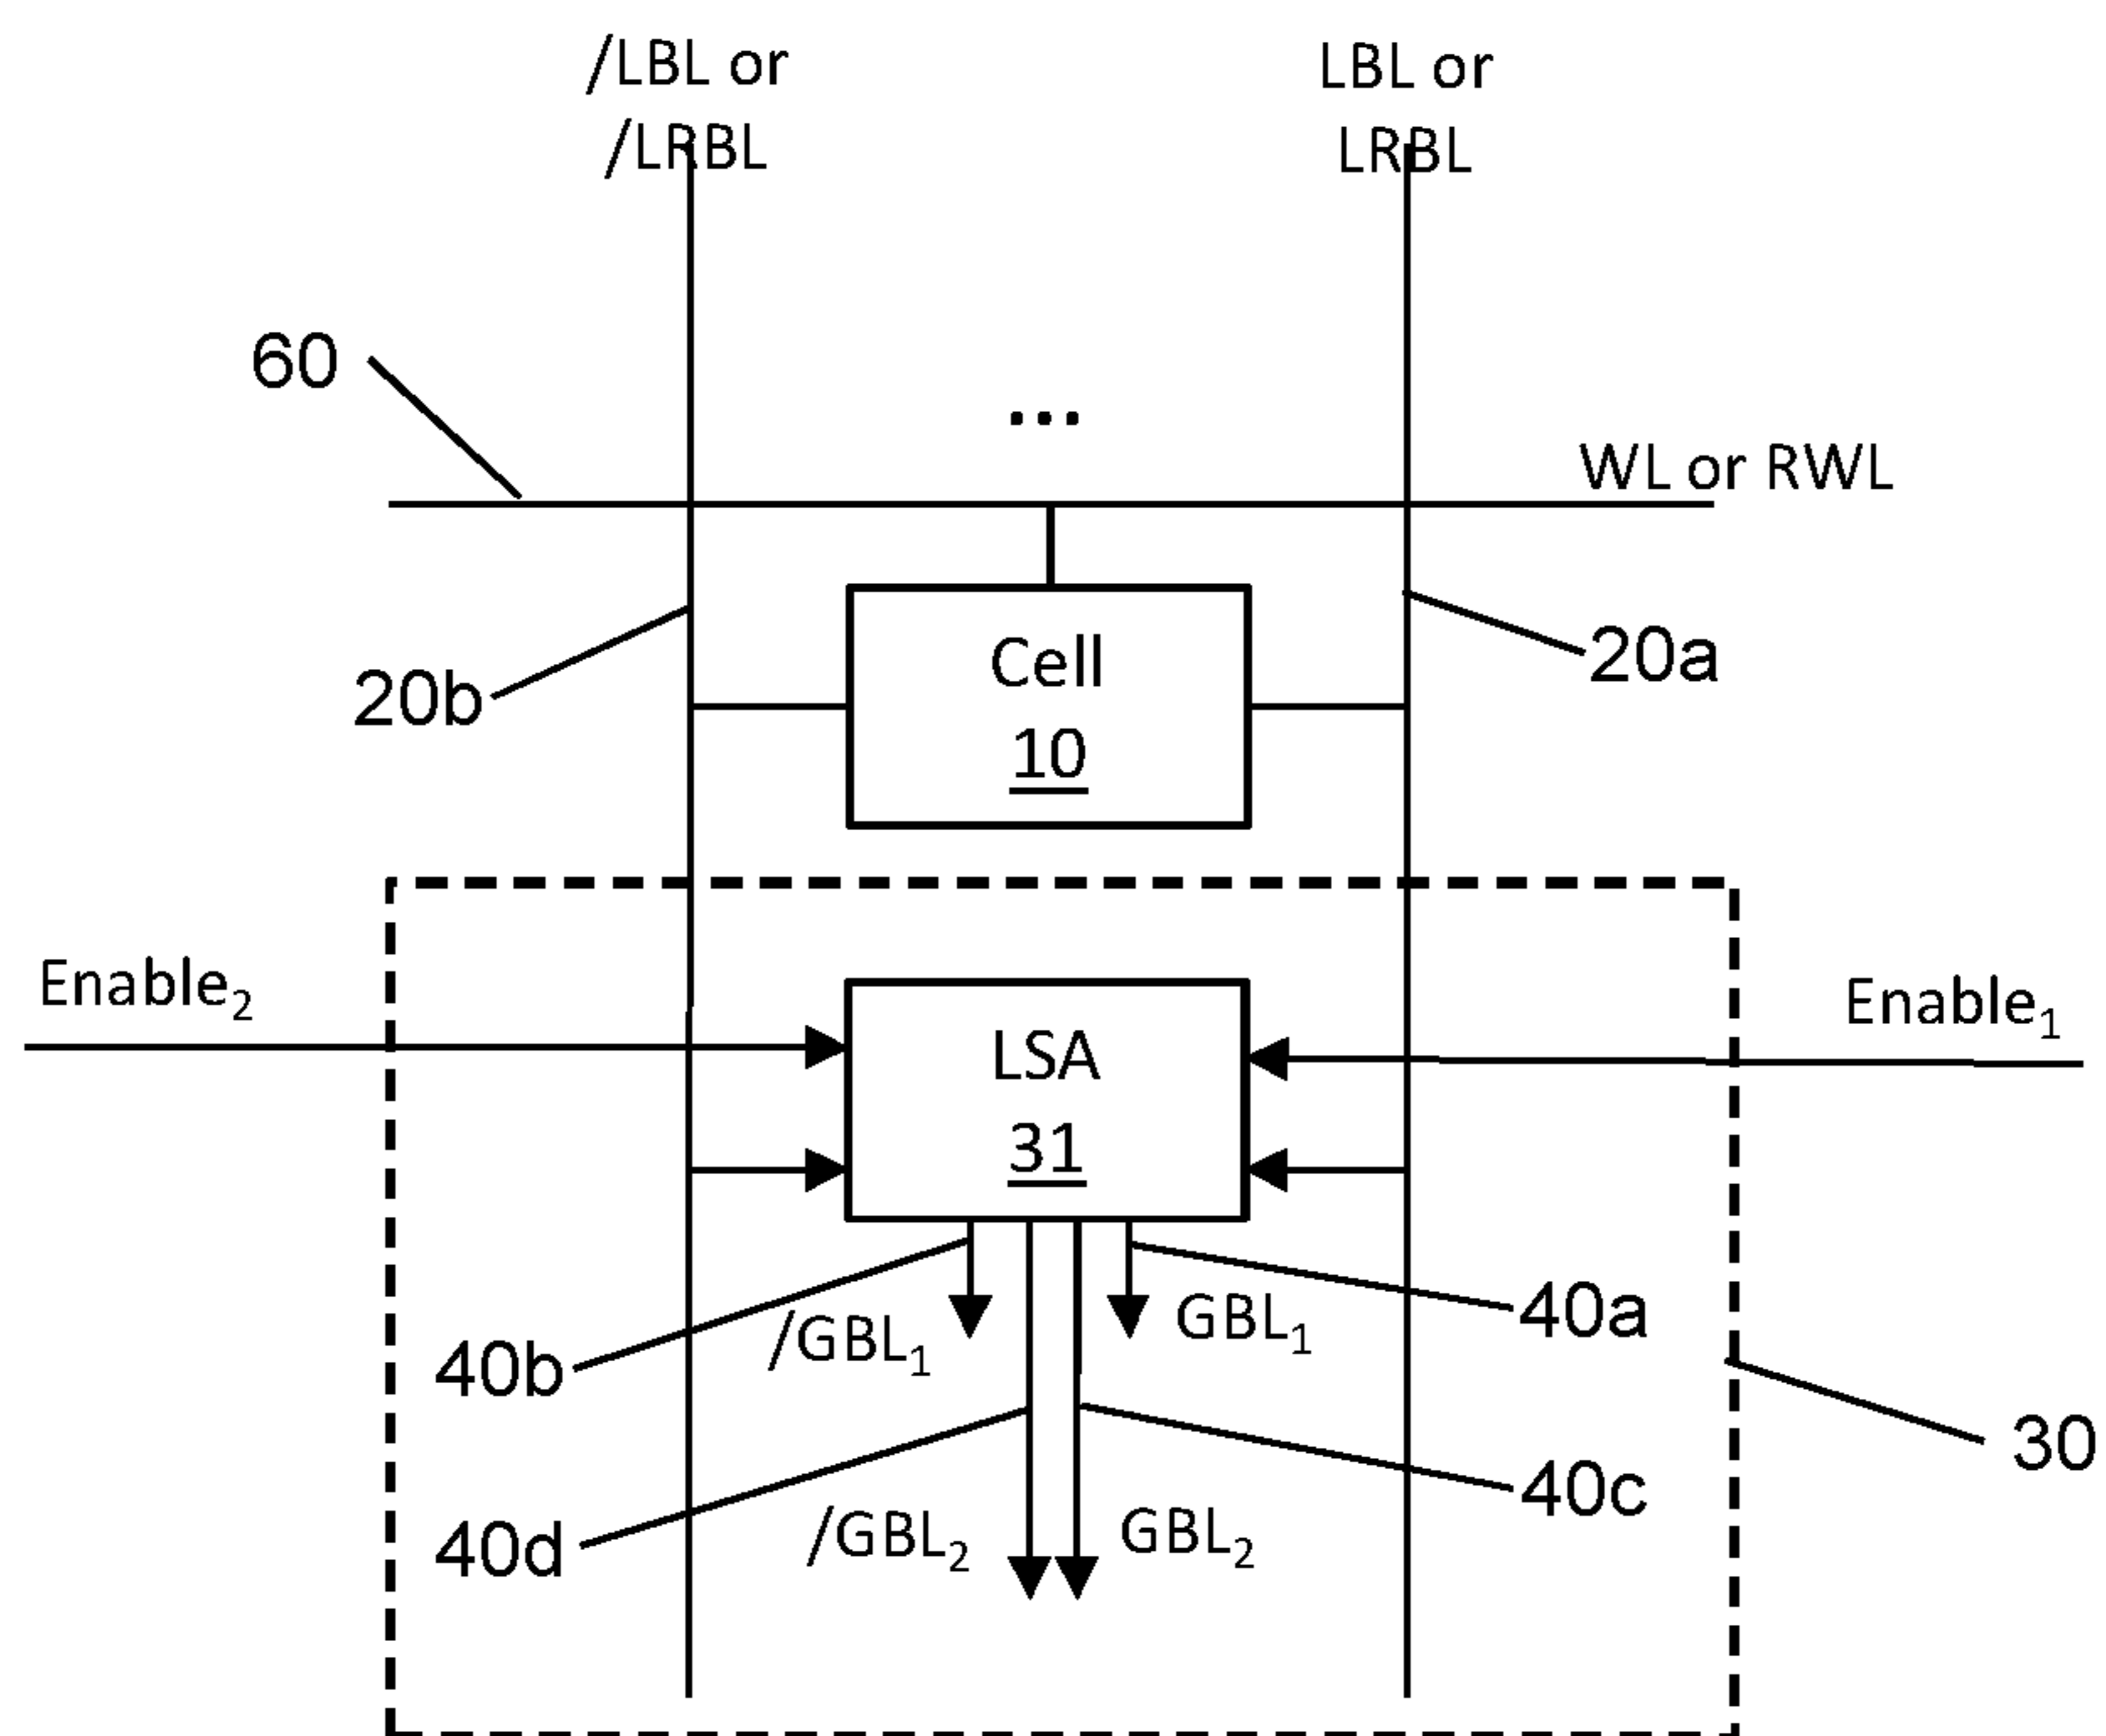 /LBL or
/LRBL
LBL or
LRBL
60
...
WL or RWL
20b
Cell
10
20a
Enable₂
LSA
31
Enable₁
40b
/GBL₁
GBL₁
40a
30
40d
/GBL₂
GBL₂
40c